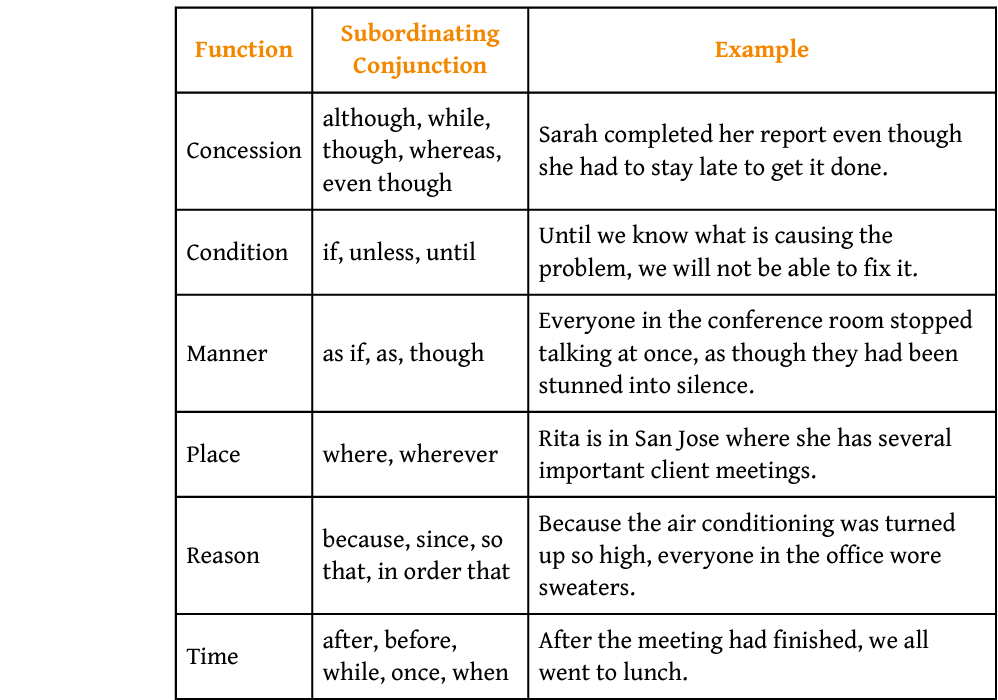 Function
Subordinating
Conjunction
Example
Concession
although, while,
though, whereas,
even though
Sarah completed her report even though
she had to stay late to get it done.
Condition
if, unless, until
Until we know what is causing the
problem, we will not be able to fix it.
Manner
as if, as, though
Everyone in the conference room stopped
talking at once, as though they had been
stunned into silence.
Place
where, wherever
Rita is in San Jose where she has several
important client meetings.
Reason
because, since, so
that, in order that
Because the air conditioning was turned
up so high, everyone in the office wore
sweaters.
Time
after, before,
while, once, when
After the meeting had finished, we all
went to lunch.